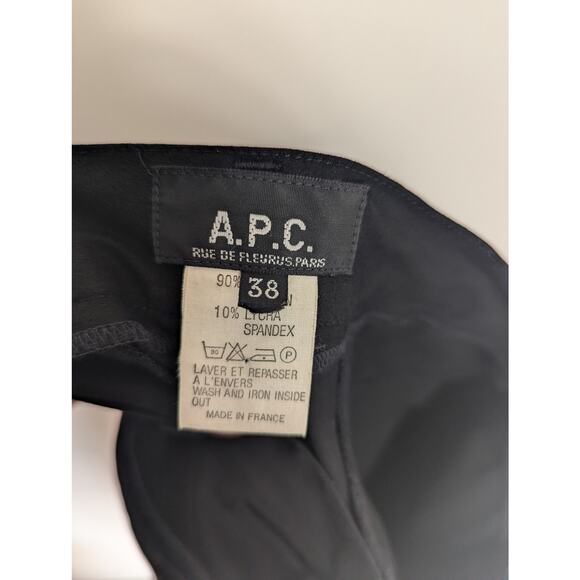 A.P.C.
RUE DE FLEURUS.PARIS
38
90%
10% LYCRA
SPANDEX
P
LAVER ET REPASSER
A L'ENVERS
WASH AND IRON INSIDE
OUT
MADE IN FRANCE